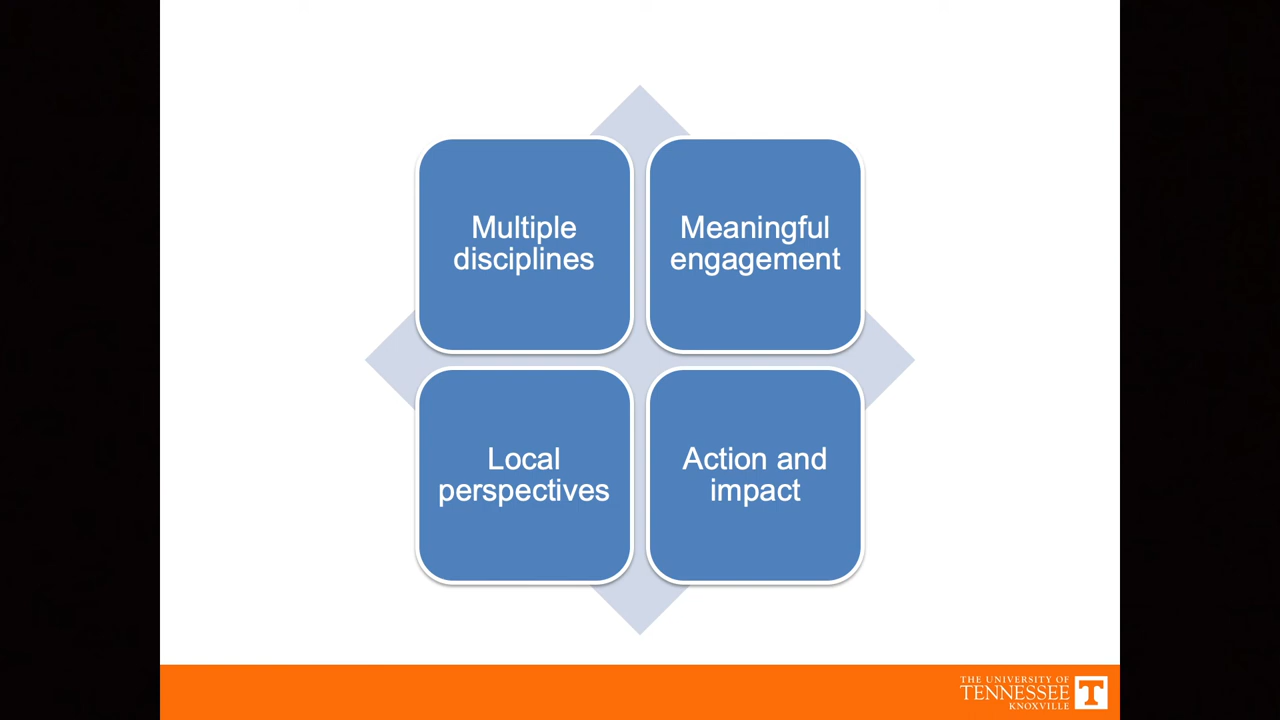 Multiple
disciplines
Meaningful
engagement
Local
perspectives
Action and
impact
THE UNIVERSITY OF
TENNESSEE
KNOXVILLE
T